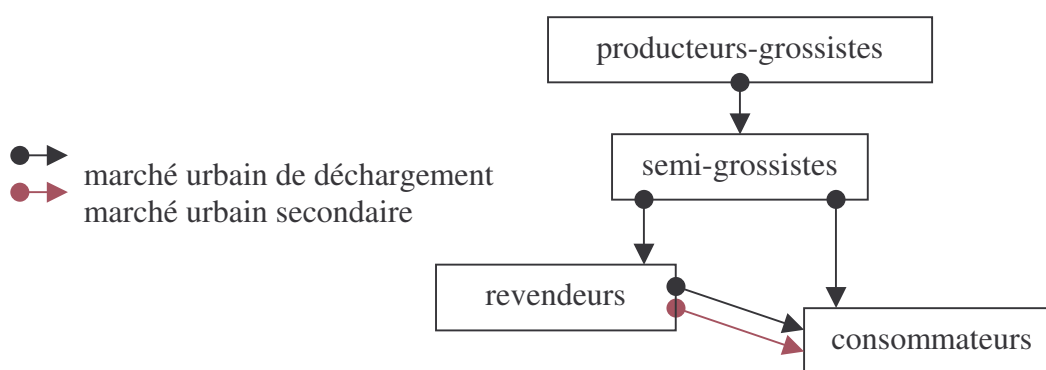 producteurs-grossistes
semi-grossistes
marché urbain de déchargement
marché urbain secondaire
revendeurs
consommateurs